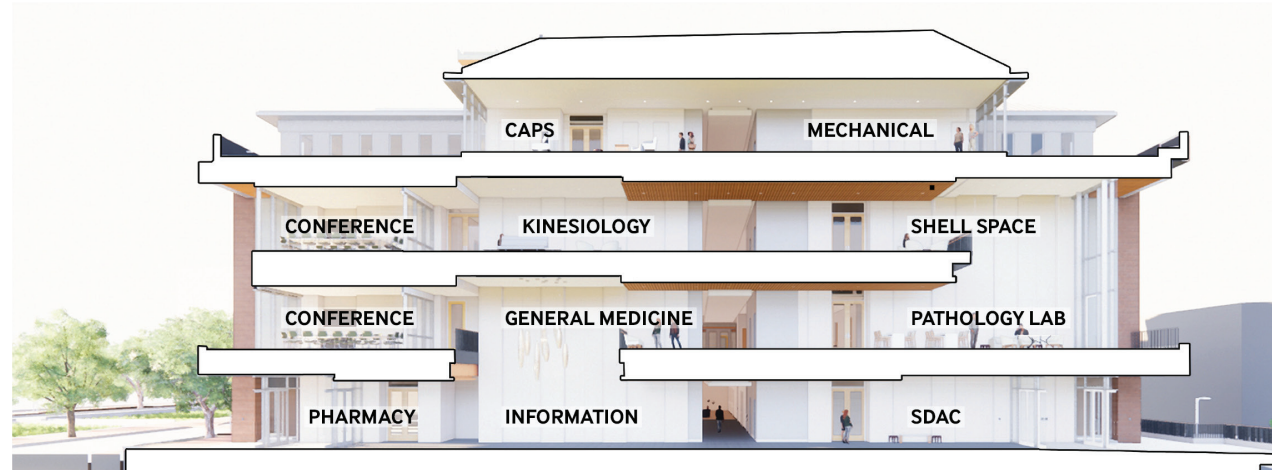 CAPS
MECHANICAL
CONFERENCE
KINESIOLOGY
SHELL SPACE
CONFERENCE
GENERAL MEDICINE
PATHOLOGY LAB
PHARMACY
INFORMATION
SDAC